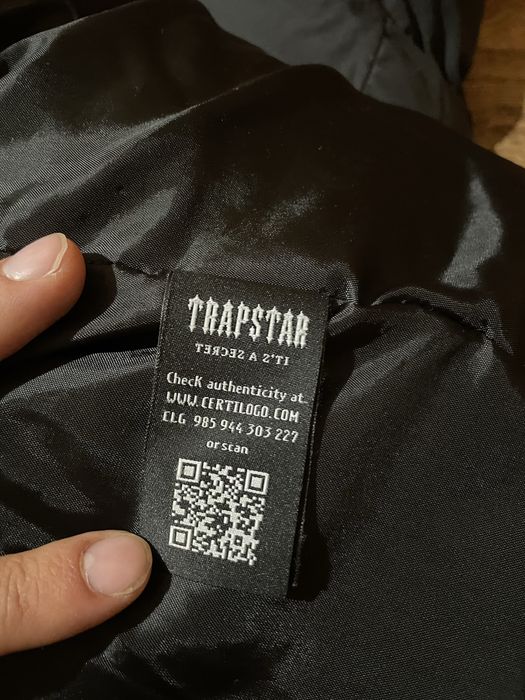 TRAPSTAR
IT'S A SECRET
CHecK authenticity at.
WWW.CERTILOGO.COM
CLG 985 944 303 227
or scan